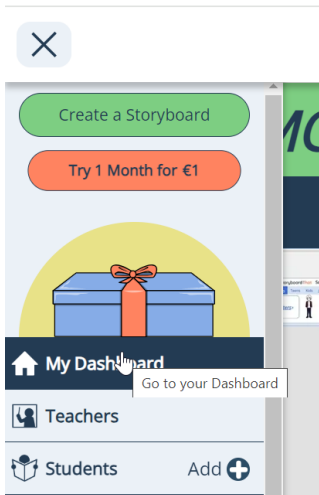 Create a Storyboard
Try 1 Month for €1
My Dashboard
Go to your Dashboard
Teachers
Students Add